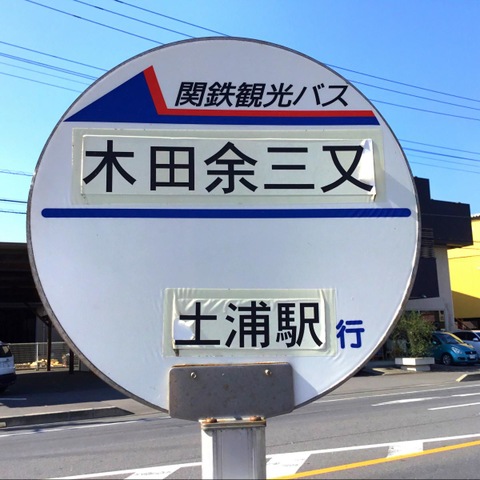 関鉄観光バス
木田余三又
土浦駅行